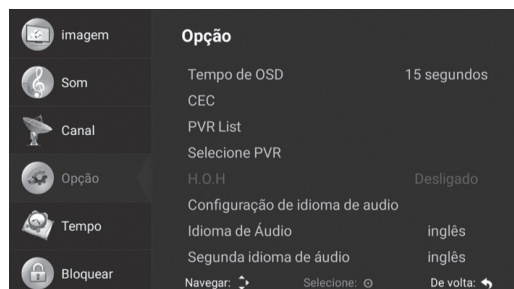 imagem
Som
Canal
Opção
Tempo
Bloquear
Opção
Tempo de OSD 15 segundos
CEC
PVR List
Selecione PVR
H.O.H Desligado
Configuração de idioma de audio
Idioma de Áudio inglês
Segunda idioma de áudio inglês
Navegar: Selecione: De volta: